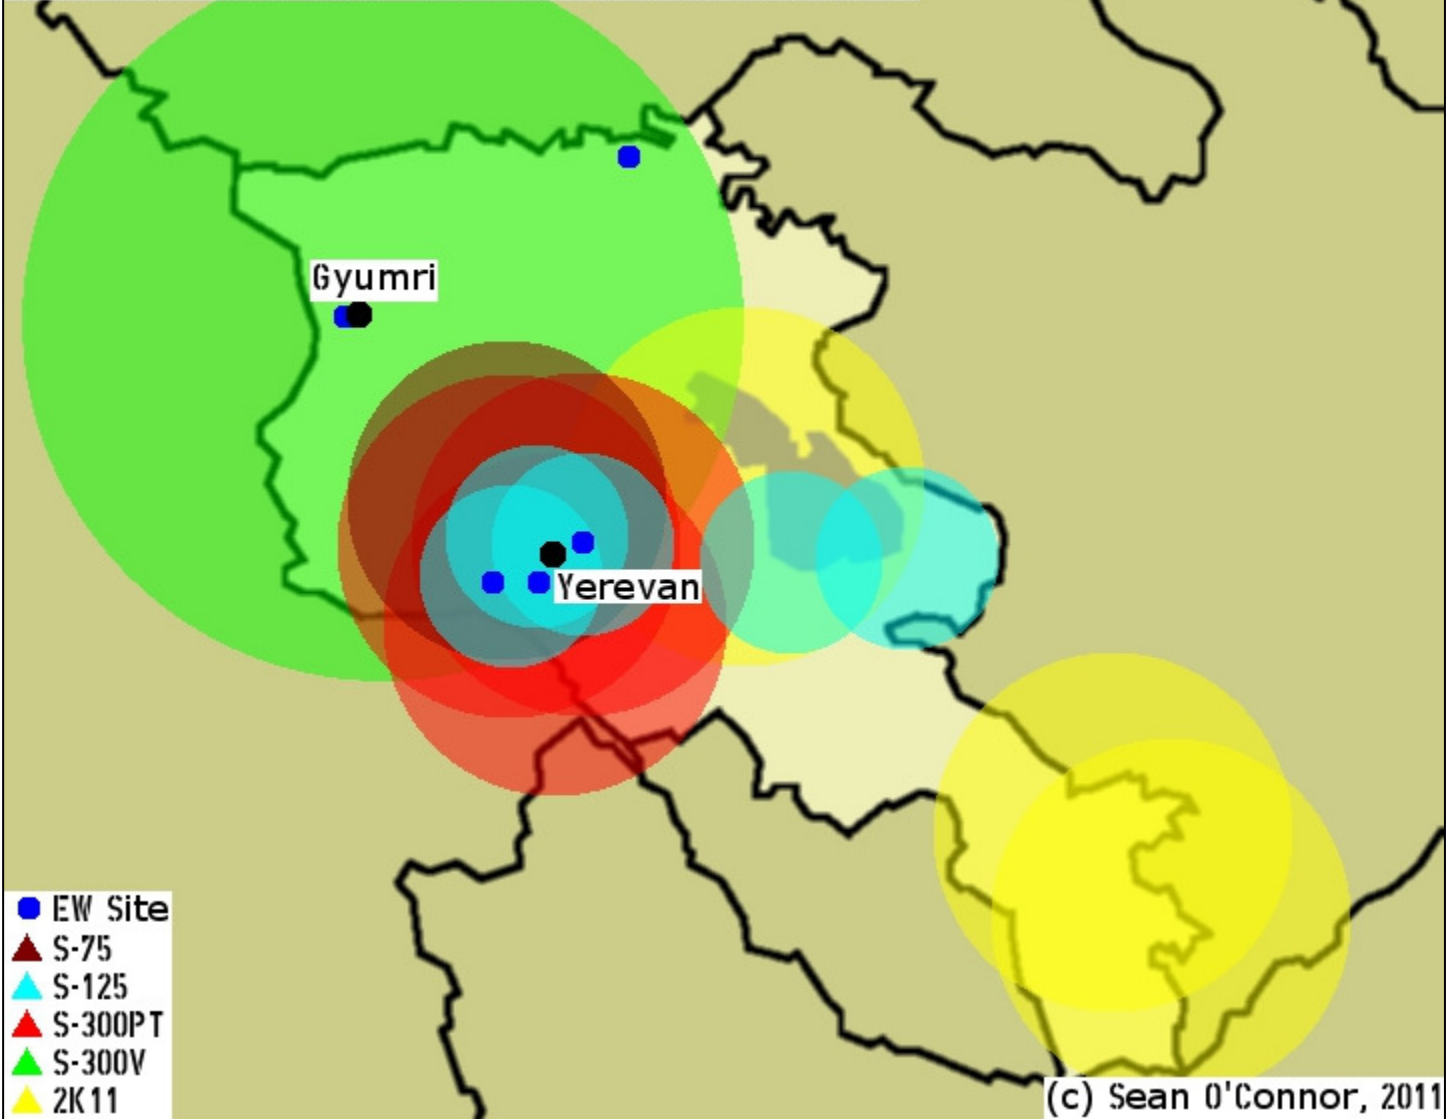 Gyumri
Yerevan
EW Site
S-75
S-125
S-300PT
S-300V
2K11
(c) Sean O'Connor, 2011